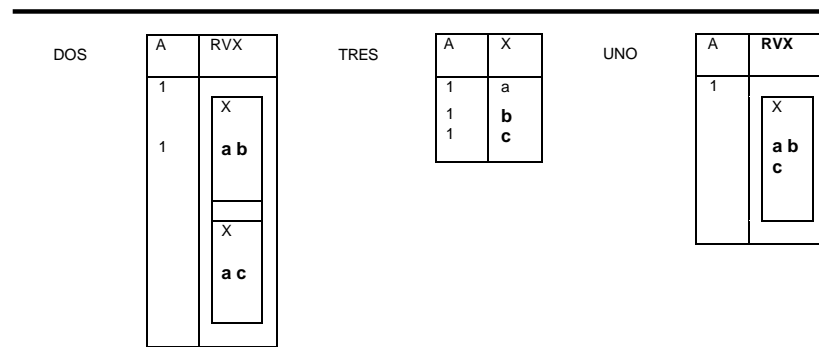 DOS
A RVX
1
X
1 a b
X
a c
TRES
A X
1 a
1 b
1 c
UNO
A RVX
1
X
a b
c